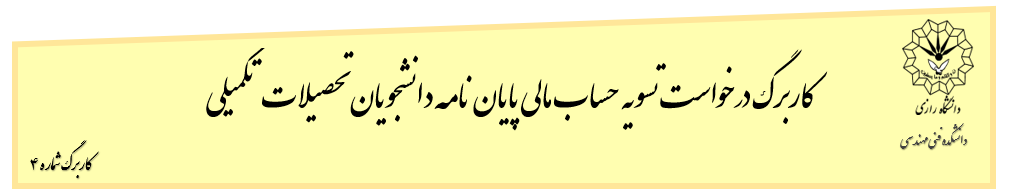 کاربرگ درخواست تسویه حساب مالی پایان نامه دانشجویان تحصیلات تکمیلی
دانشگاه رازی
دانشکده فنی مهندسی
کاربرگ شماره ۴